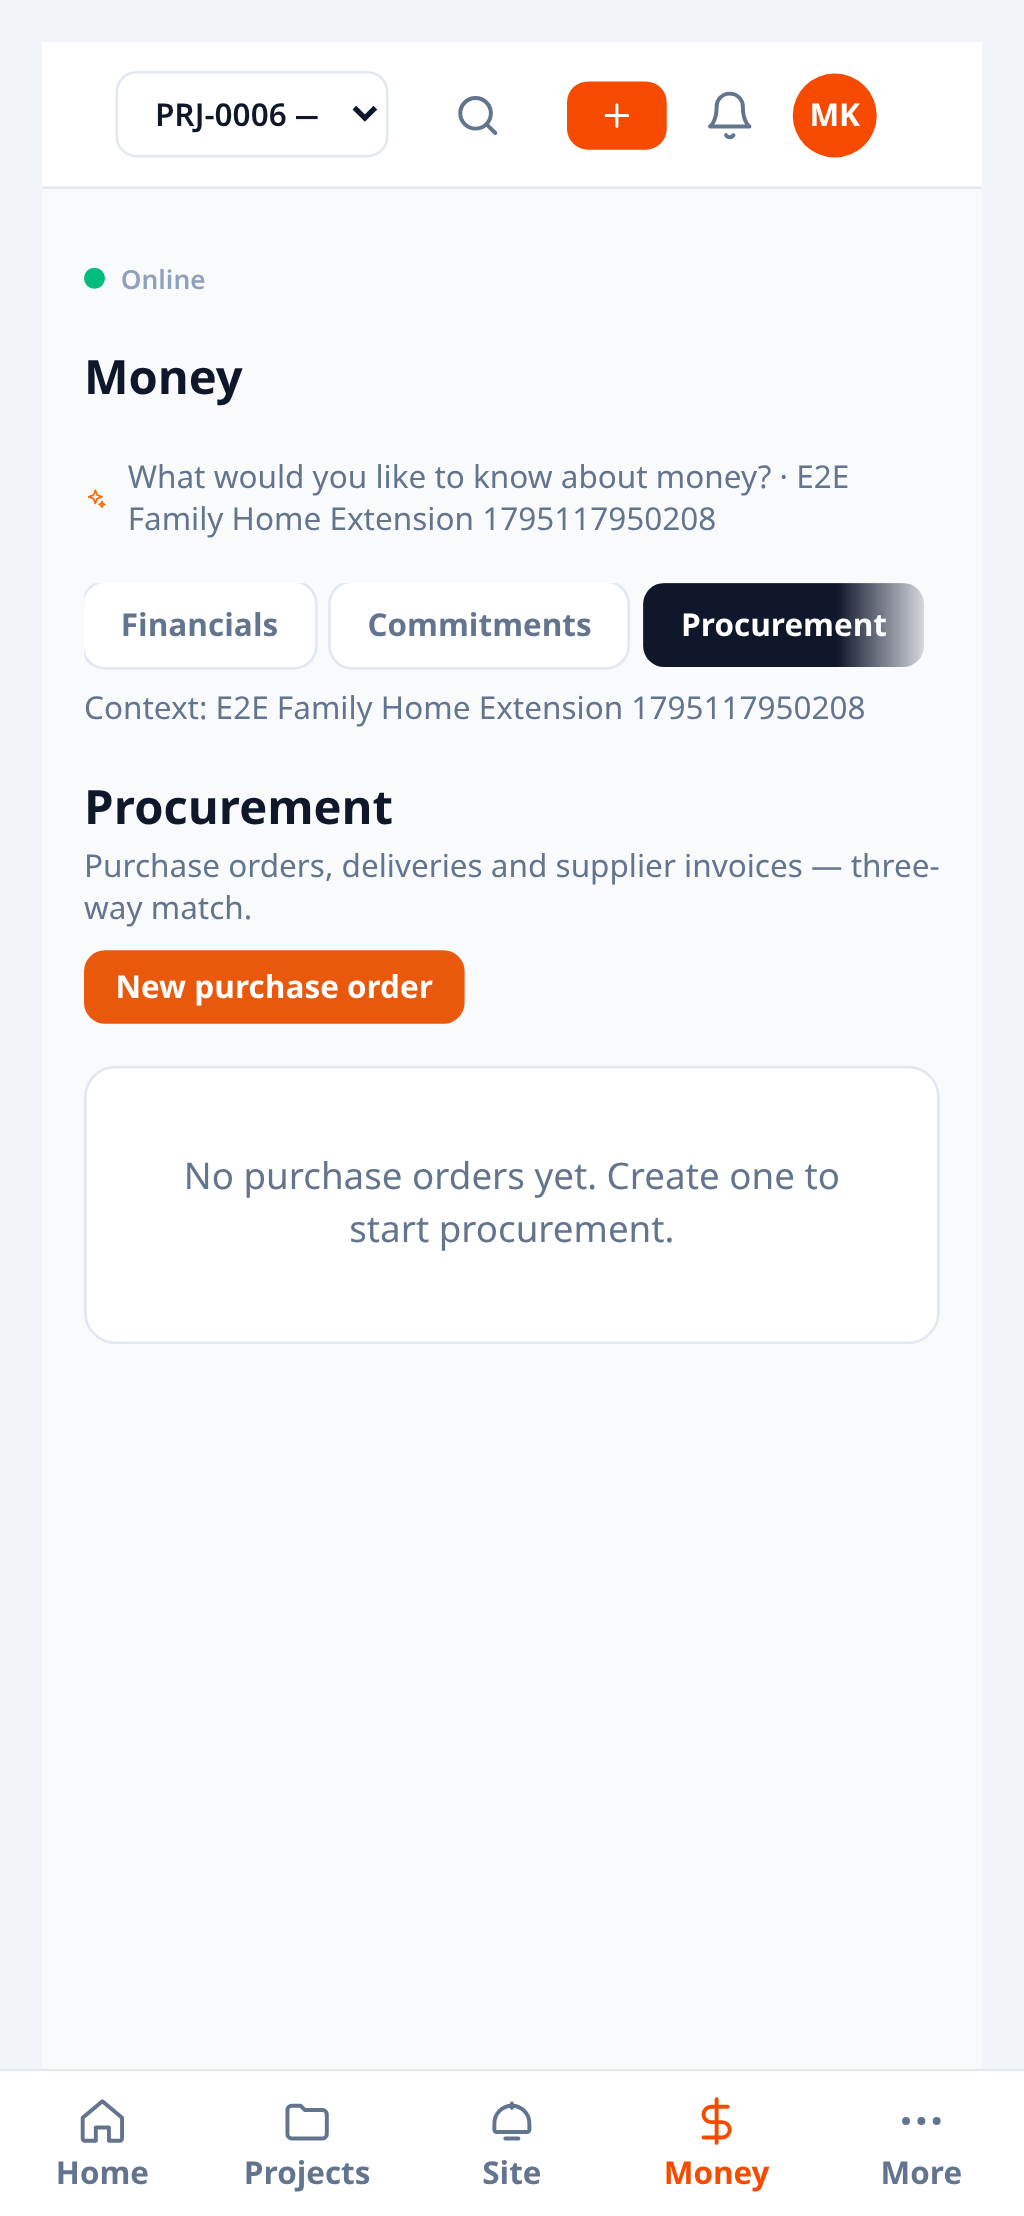 PRJ-0006 —
MK
Online
Money
What would you like to know about money? · E2E
Family Home Extension 1795117950208
Financials
Commitments
Procurement
Context: E2E Family Home Extension 1795117950208
Procurement
Purchase orders, deliveries and supplier invoices — three-
way match.
New purchase order
No purchase orders yet. Create one to
start procurement.
Home
Projects
Site
Money
More